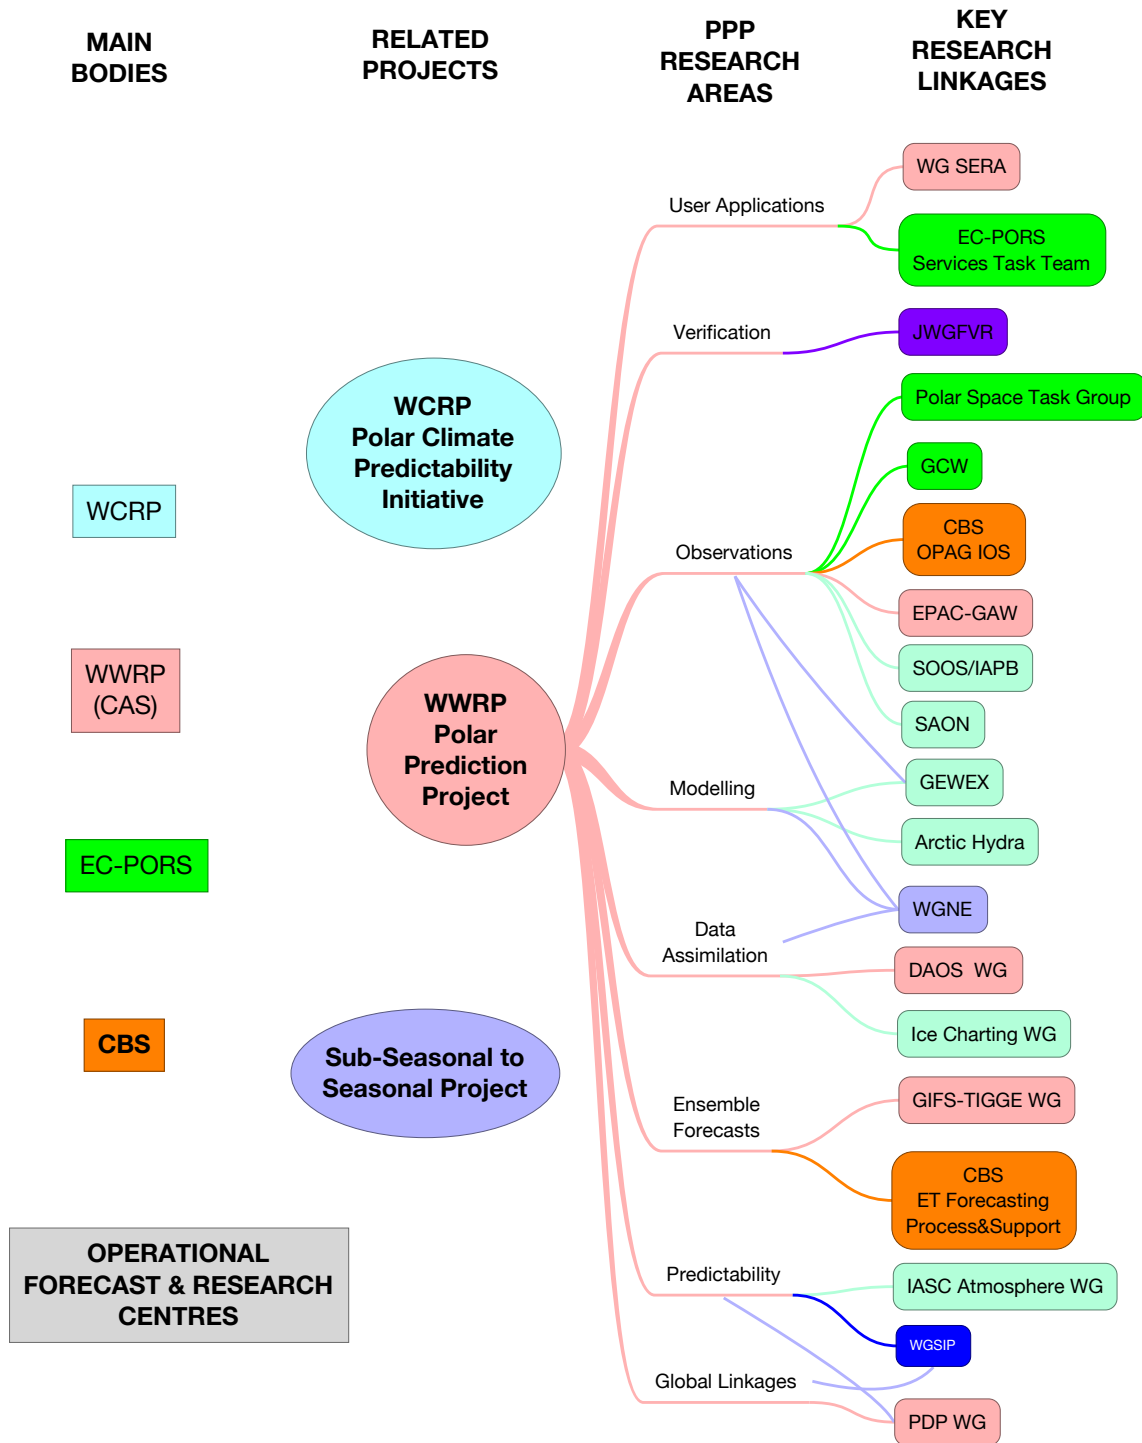 MAIN
BODIES
RELATED
PROJECTS
PPP
RESEARCH
AREAS
KEY
RESEARCH
LINKAGES
WCRP
WWRP
(CAS)
EC-PORS
CBS
OPERATIONAL
FORECAST & RESEARCH
CENTRES
WCRP
Polar Climate
Predictability
Initiative
WWRP
Polar
Prediction
Project
Sub-Seasonal to
Seasonal Project
User Applications
Verification
Observations
Modelling
Data
Assimilation
Ensemble
Forecasts
Predictability
Global Linkages
WG SERA
EC-PORS
Services Task Team
JWGFVR
Polar Space Task Group
GCW
CBS
OPAG IOS
EPAC-GAW
SOOS/IAPB
SAON
GEWEX
Arctic Hydra
WGNE
DAOS  WG
Ice Charting WG
GIFS-TIGGE WG
CBS
ET Forecasting
Process&Support
IASC Atmosphere WG
WGSIP
PDP WG